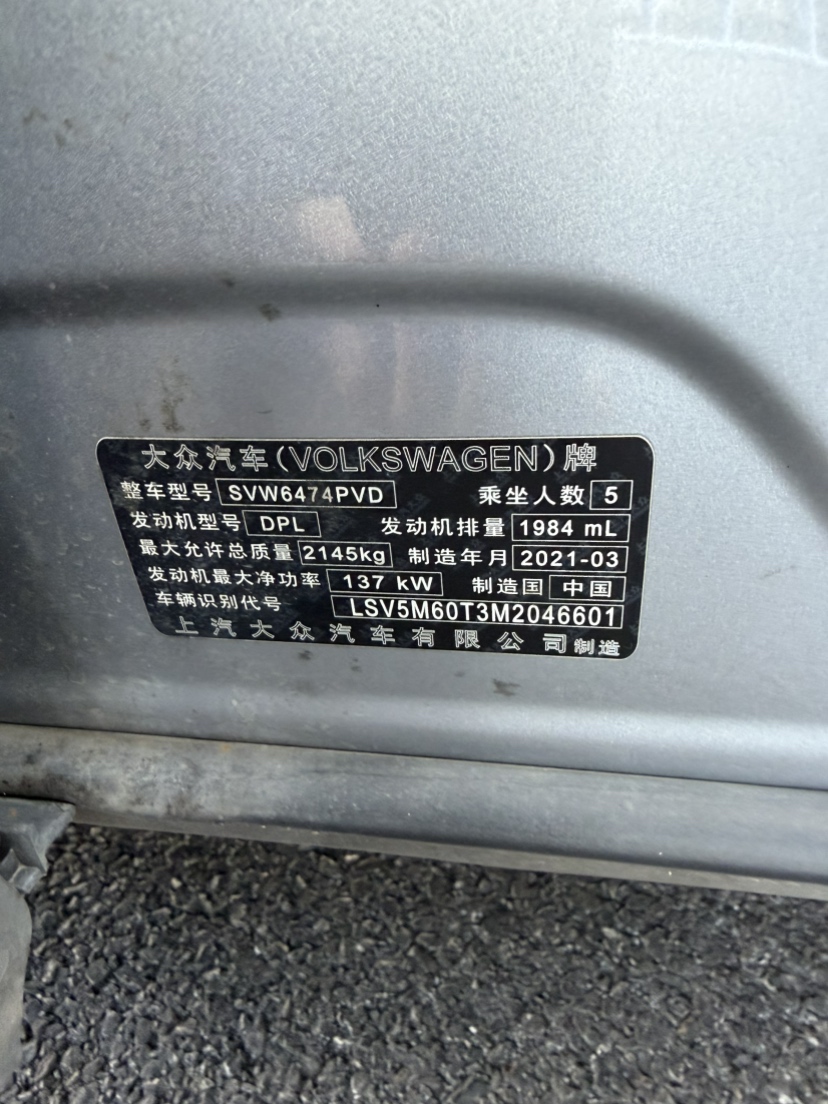 大众汽车(VOLKSWAGEN)牌
整车型号 SVW6474PVD 乘坐人数 5
发动机型号 DPL 发动机排量 1984 mL
最大允许总质量 2145kg 制造年月 2021-03
发动机最大净功率 137 kW 制造国 中国
车辆识别代号 LSV5M60T3M2046601
上汽大众汽车有限公司制造